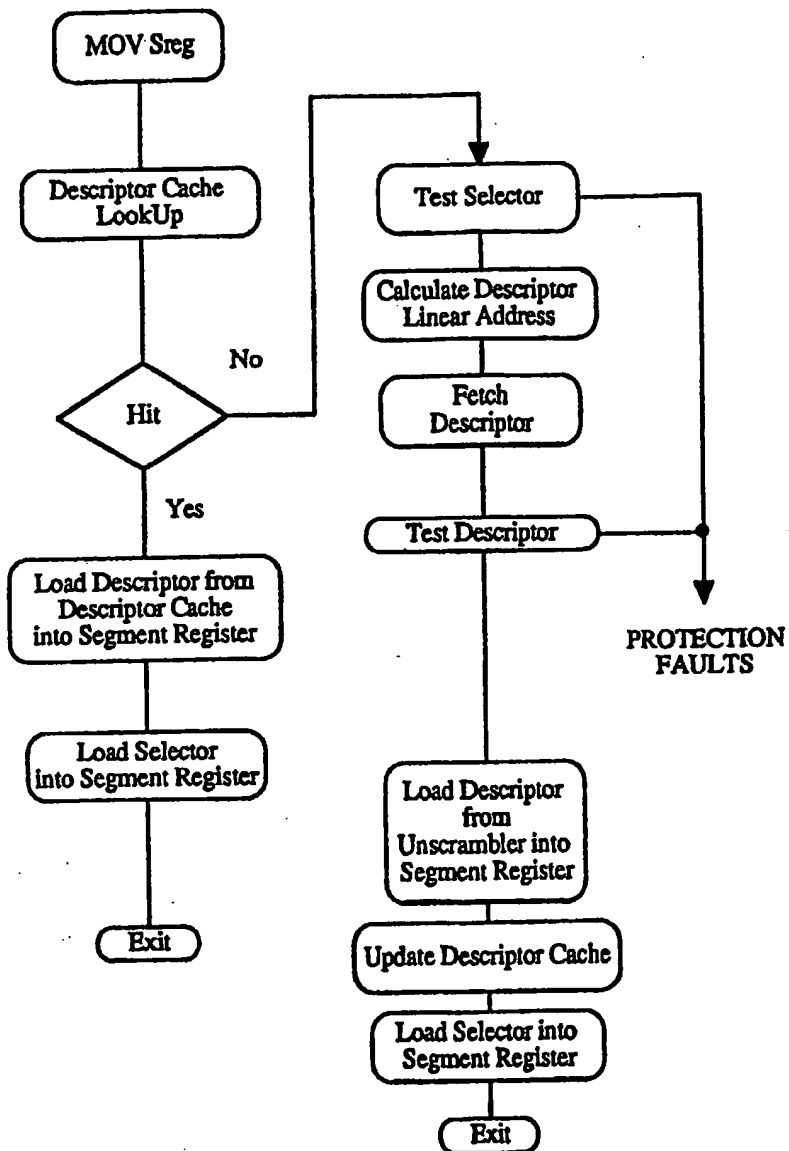 MOV Sreg
Descriptor Cache
LookUp
Hit
No
Yes
Load Descriptor from
Descriptor Cache
into Segment Register
Load Selector
into Segment Register
Exit
Test Selector
Calculate Descriptor
Linear Address
Fetch
Descriptor
Test Descriptor
PROTECTION
FAULTS
Load Descriptor
from
Unscrambler into
Segment Register
Update Descriptor Cache
Load Selector into
Segment Register
Exit